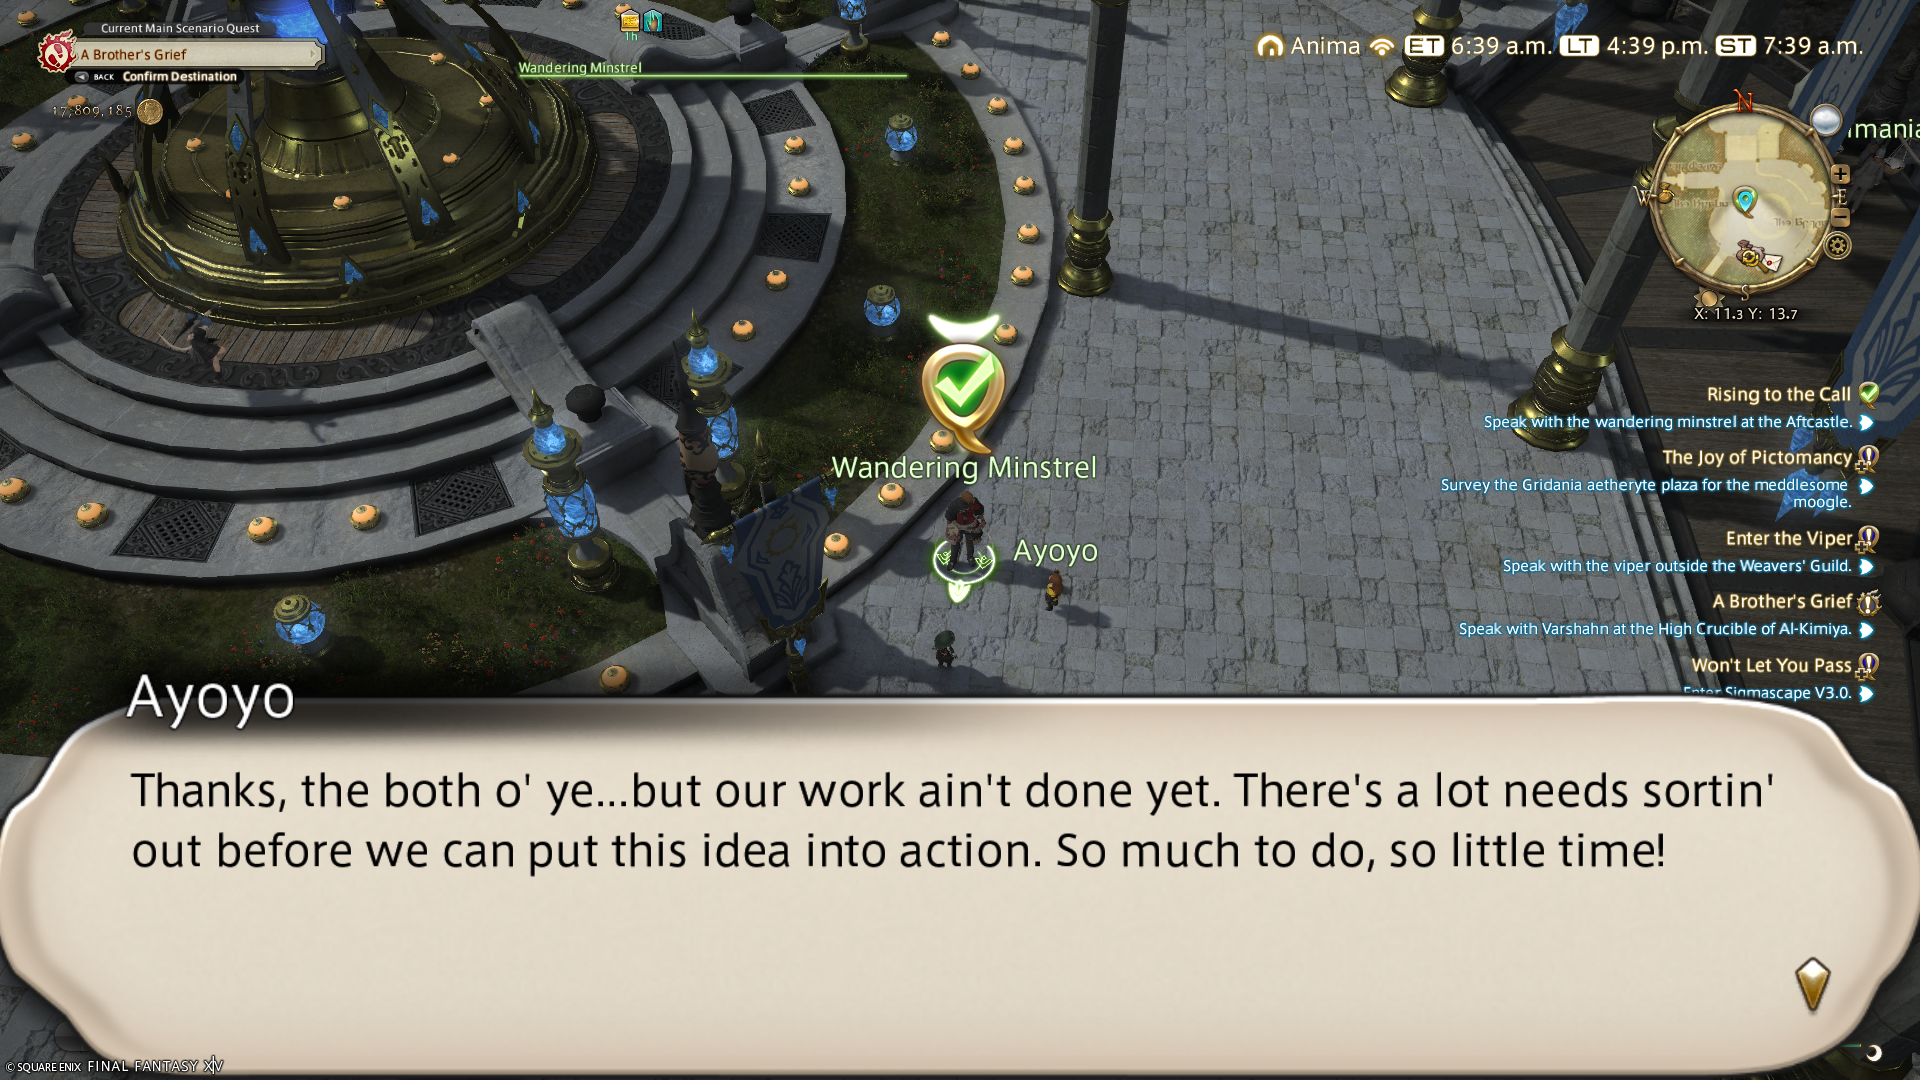 Current Main Scenario Quest
A Brother's Grief
BACK Confirm Destination
17,809,185
1h
Wandering Minstrel
Anima ET 6:39 a.m. LT 4:39 p.m. ST 7:39 a.m.
N
W
E
S
X: 11.3 Y: 13.7
Rising to the Call
Speak with the wandering minstrel at the Aftcastle.
The Joy of Pictomancy
Survey the Gridania aetheryte plaza for the meddlesome
moogle.
Enter the Viper
Speak with the viper outside the Weavers' Guild.
A Brother's Grief
Speak with Varshahn at the High Crucible of Al-Kimiya.
Won't Let You Pass
Enter Sigmascape V3.0.
Wandering Minstrel
Ayoyo
Ayoyo
Thanks, the both o' ye...but our work ain't done yet. There's a lot needs sortin'
out before we can put this idea into action. So much to do, so little time!
© SQUARE ENIX FINAL FANTASY XIV